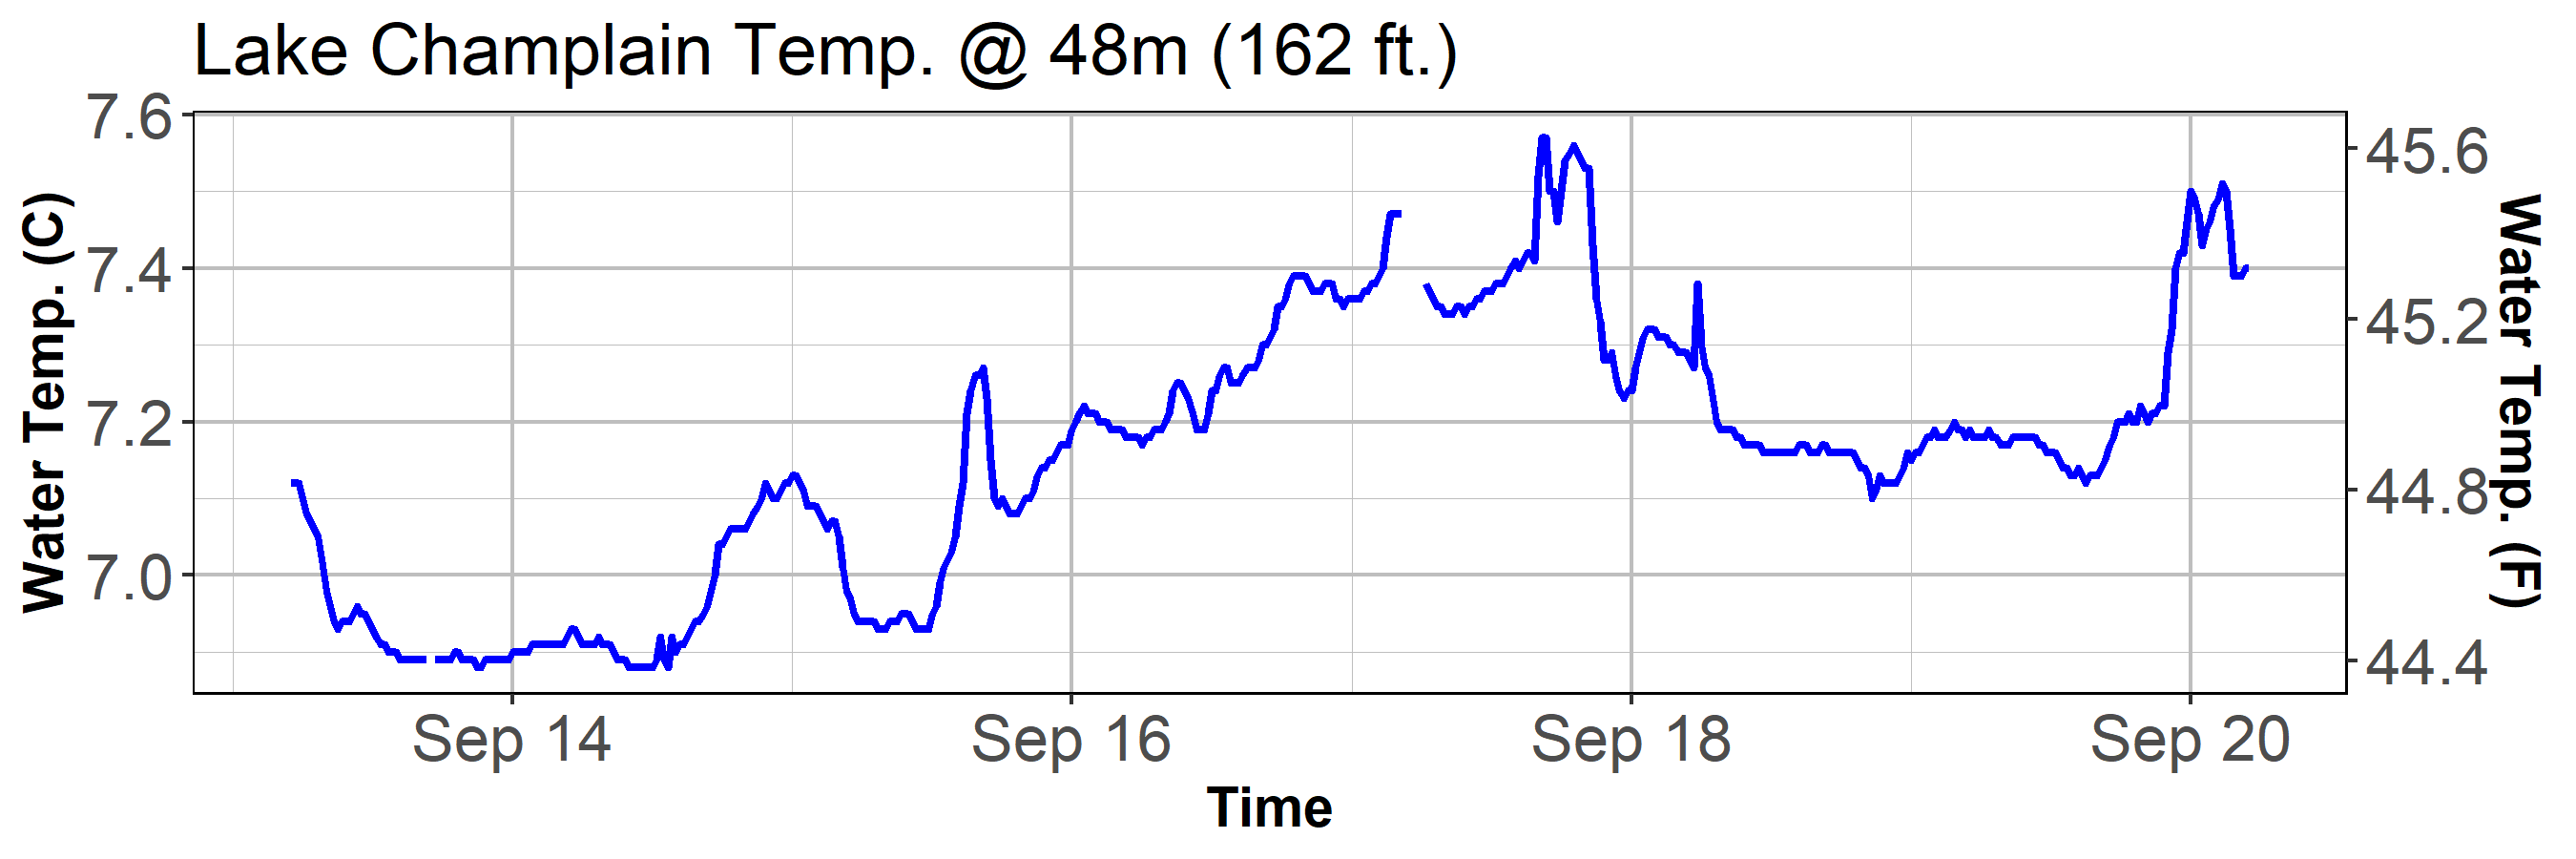 Lake Champlain Temp. @ 48m (162 ft.)
Water Temp. (C)
7.6
7.4
7.2
7.0
45.6
45.2
44.8
44.4
Water Temp. (F)
Sep 14
Sep 16
Sep 18
Sep 20
Time